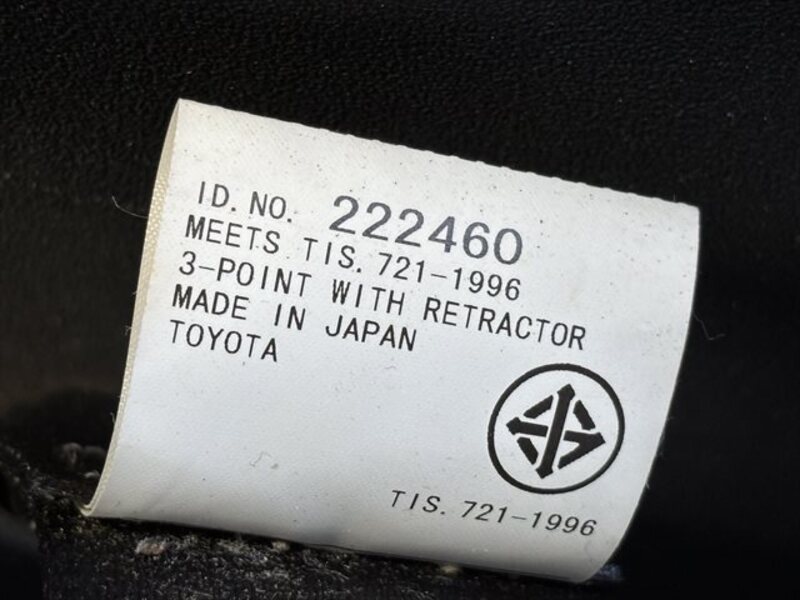 ID. NO. 222460
MEETS TIS. 721-1996
3-POINT WITH RETRACTOR
MADE IN JAPAN
TOYOTA
TIS. 721-1996